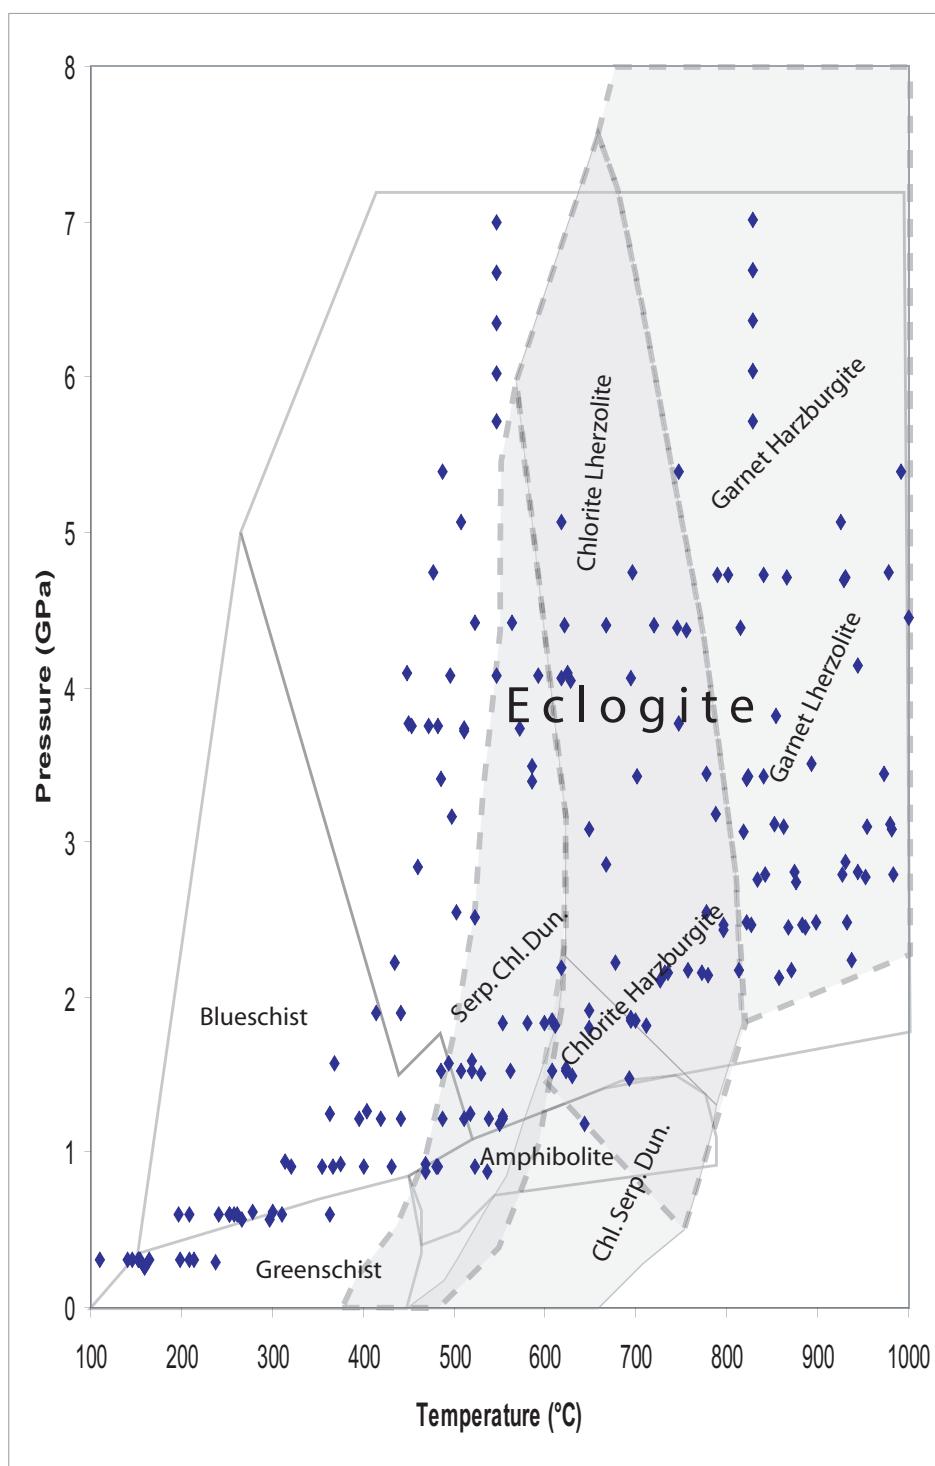 8
7
6
5
4
3
2
1
0
Pressure (GPa)
Garnet Harzburgite
Chlorite Lherzolite
Garnet Lherzolite
Eclogite
Serp. Chl. Dun.
Chlorite Harzburgite
Blueschist
Amphibolite
Chl. Serp. Dun.
Greenschist
100 200 300 400 500 600 700 800 900 1000
Temperature (°C)